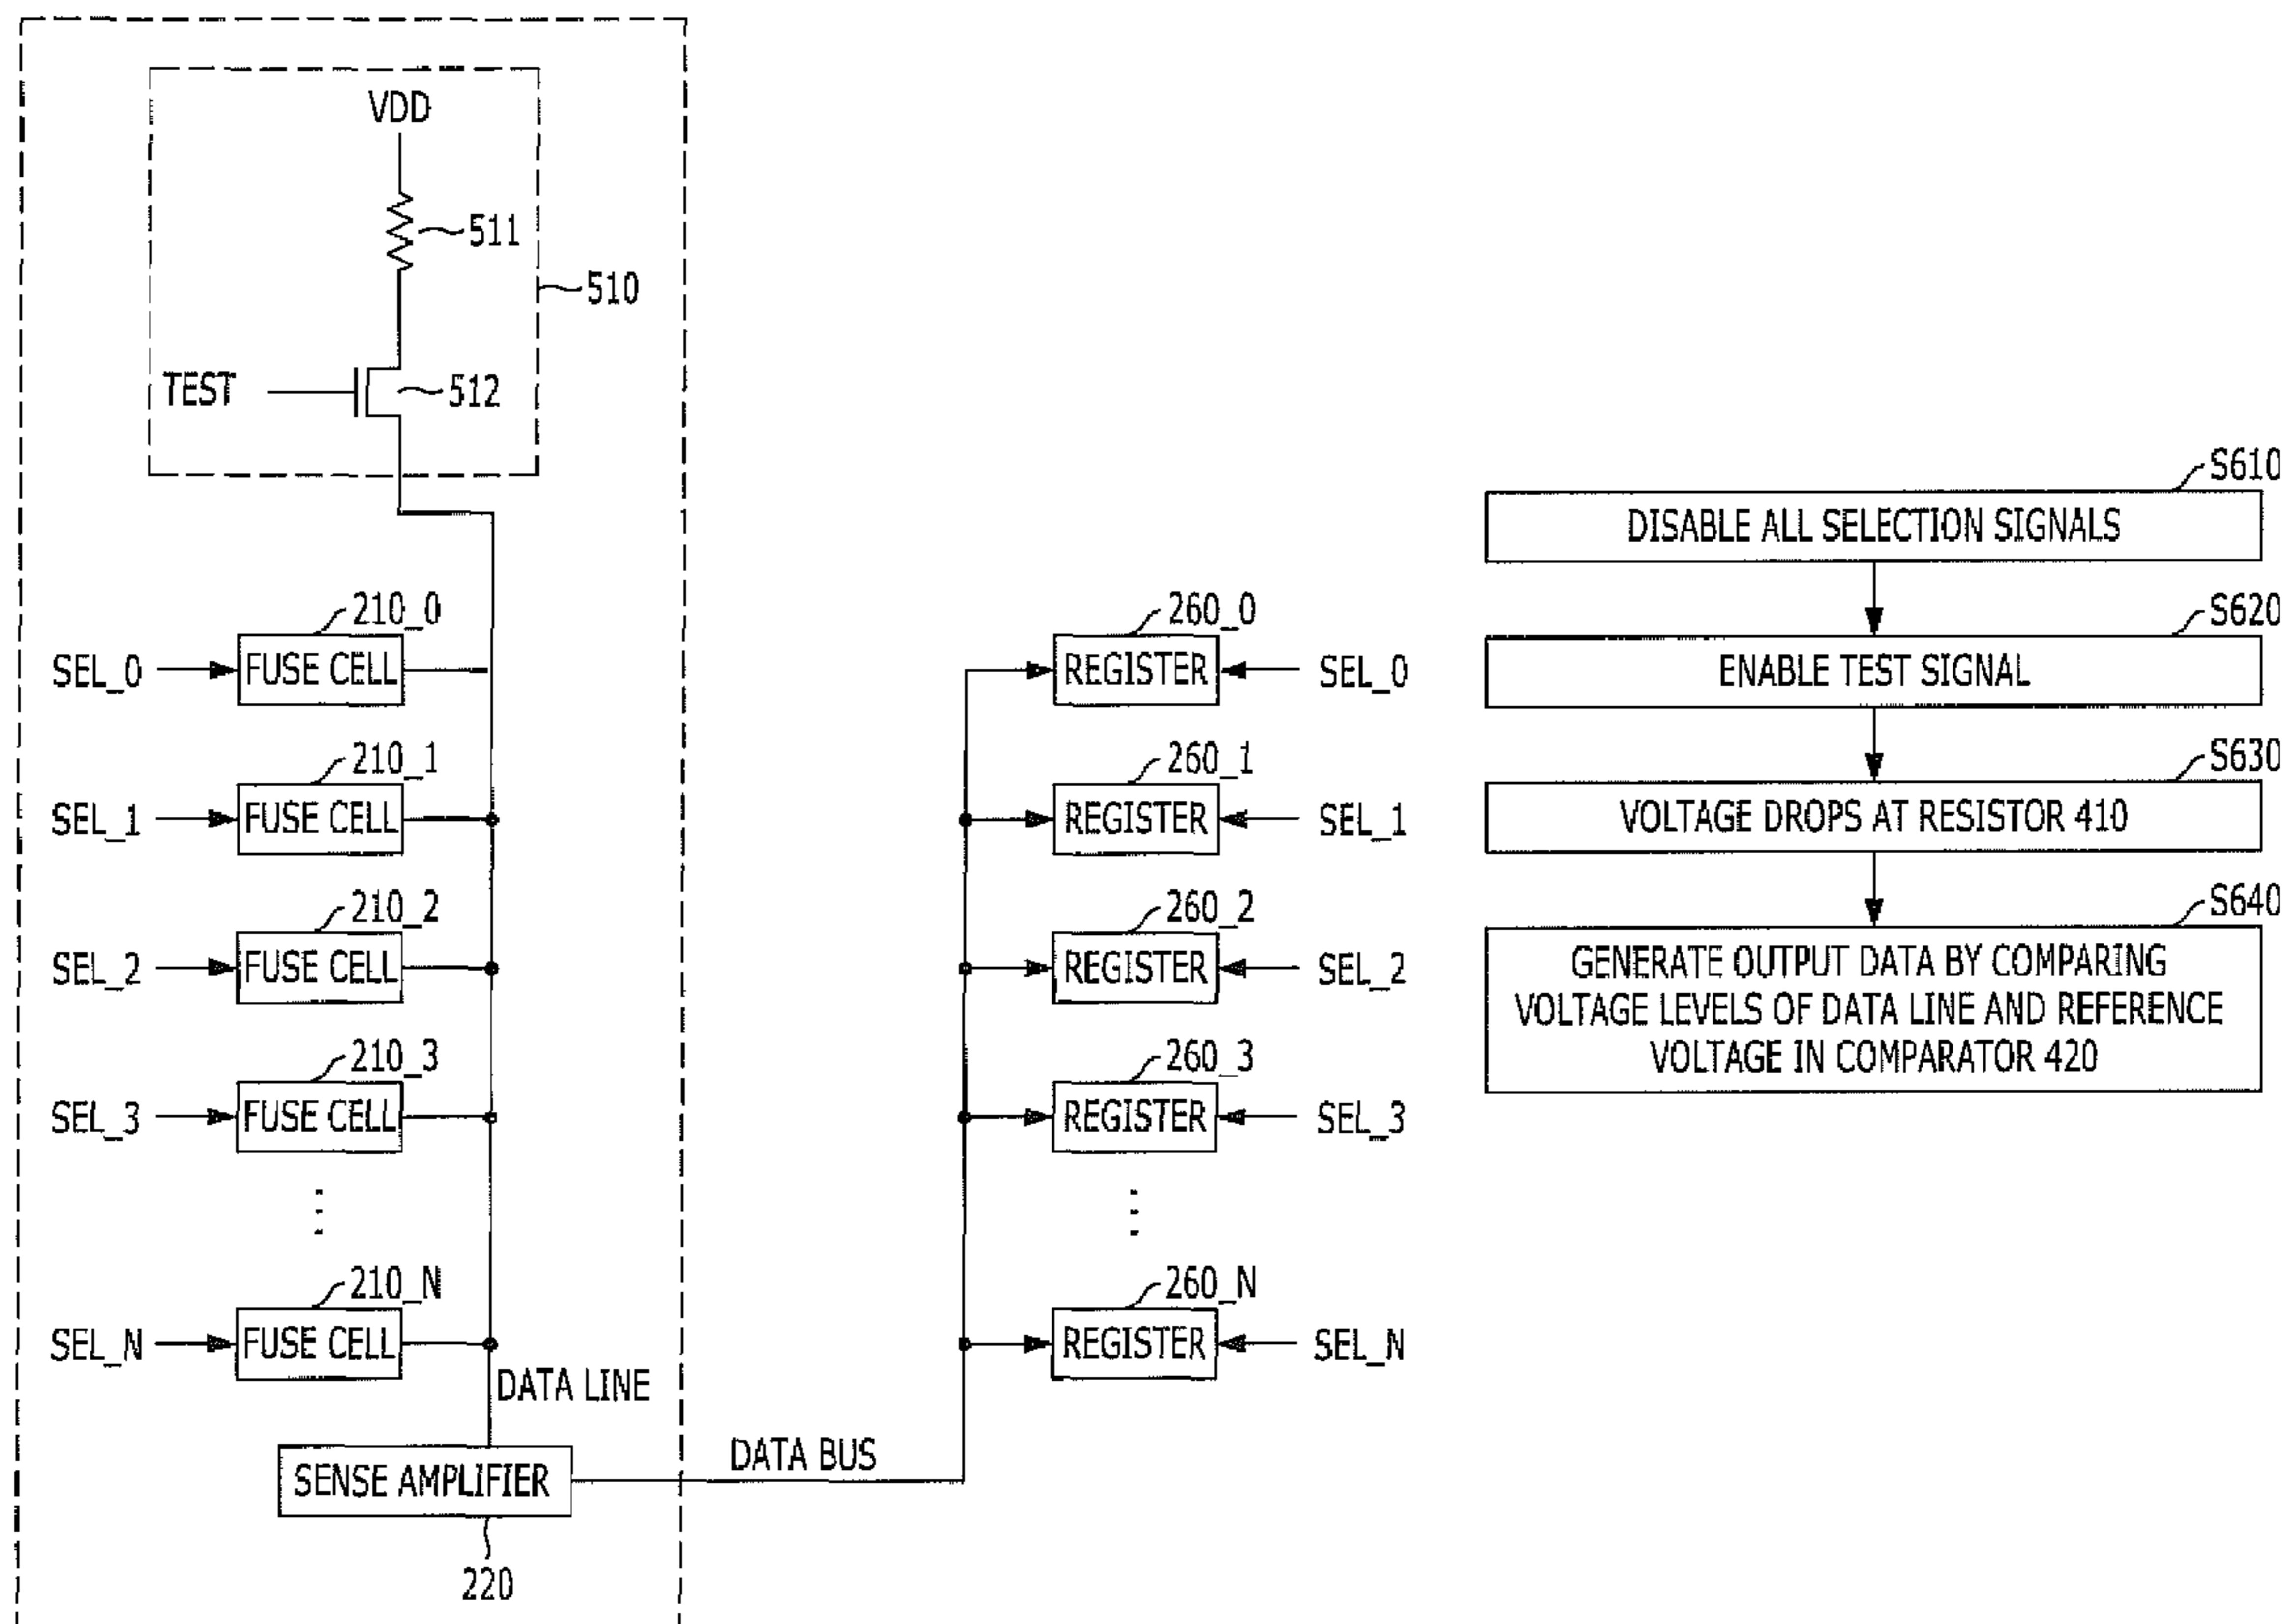 VDD
511
510
TEST
512
210_0
SEL_0
FUSE CELL
210_1
SEL_1
FUSE CELL
210_2
SEL_2
FUSE CELL
210_3
SEL_3
FUSE CELL
210_N
SEL_N
FUSE CELL
DATA LINE
SENSE AMPLIFIER
220
DATA BUS
260_0
REGISTER
SEL_0
260_1
REGISTER
SEL_1
260_2
REGISTER
SEL_2
260_3
REGISTER
SEL_3
260_N
REGISTER
SEL_N
S610
DISABLE ALL SELECTION SIGNALS
S620
ENABLE TEST SIGNAL
S630
VOLTAGE DROPS AT RESISTOR 410
S640
GENERATE OUTPUT DATA BY COMPARING
VOLTAGE LEVELS OF DATA LINE AND REFERENCE
VOLTAGE IN COMPARATOR 420